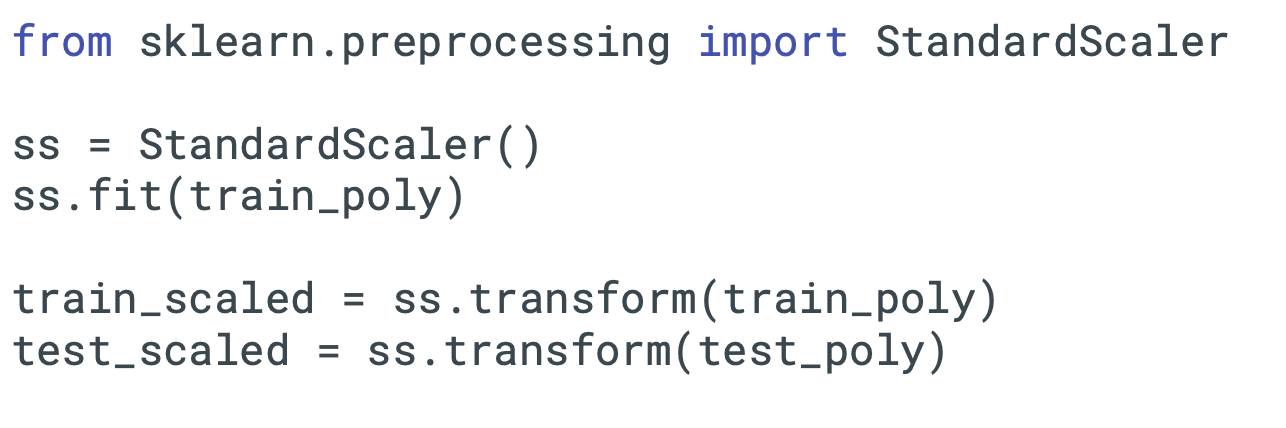 from sklearn.preprocessing import StandardScaler
ss = StandardScaler()
ss.fit(train_poly)
train_scaled = ss.transform(train_poly)
test_scaled = ss.transform(test_poly)